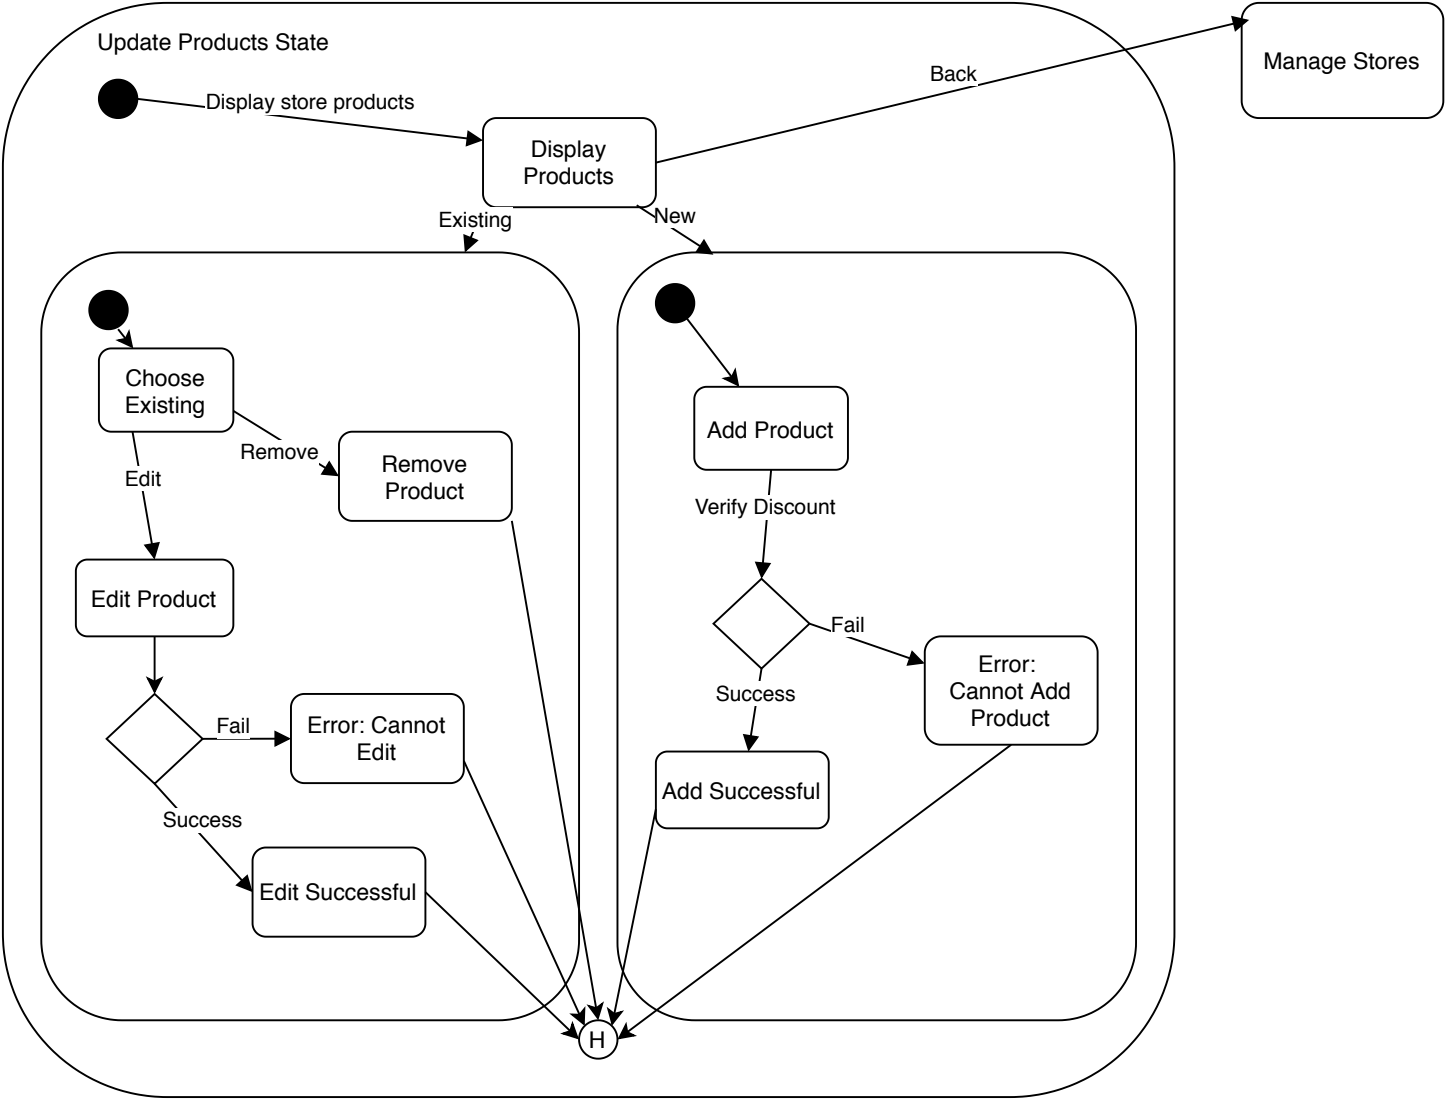 Update Products State
Manage Stores
Back
Display store products
Display
Products
Existing
New
Choose
Existing
Remove
Remove
Product
Edit
Edit Product
Fail
Error: Cannot
Edit
Success
Edit Successful
Add Product
Verify Discount
Fail
Error:
Cannot Add
Product
Success
Add Successful
H